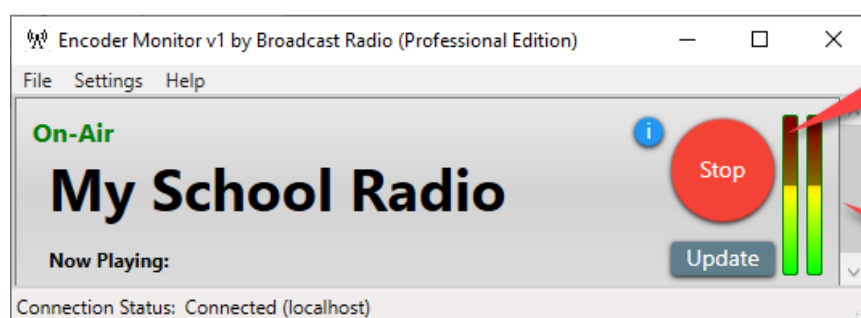 Encoder Monitor v1 by Broadcast Radio (Professional Edition)
File Settings Help
On-Air
i
Stop
My School Radio
Now Playing:
Update
Connection Status: Connected (localhost)